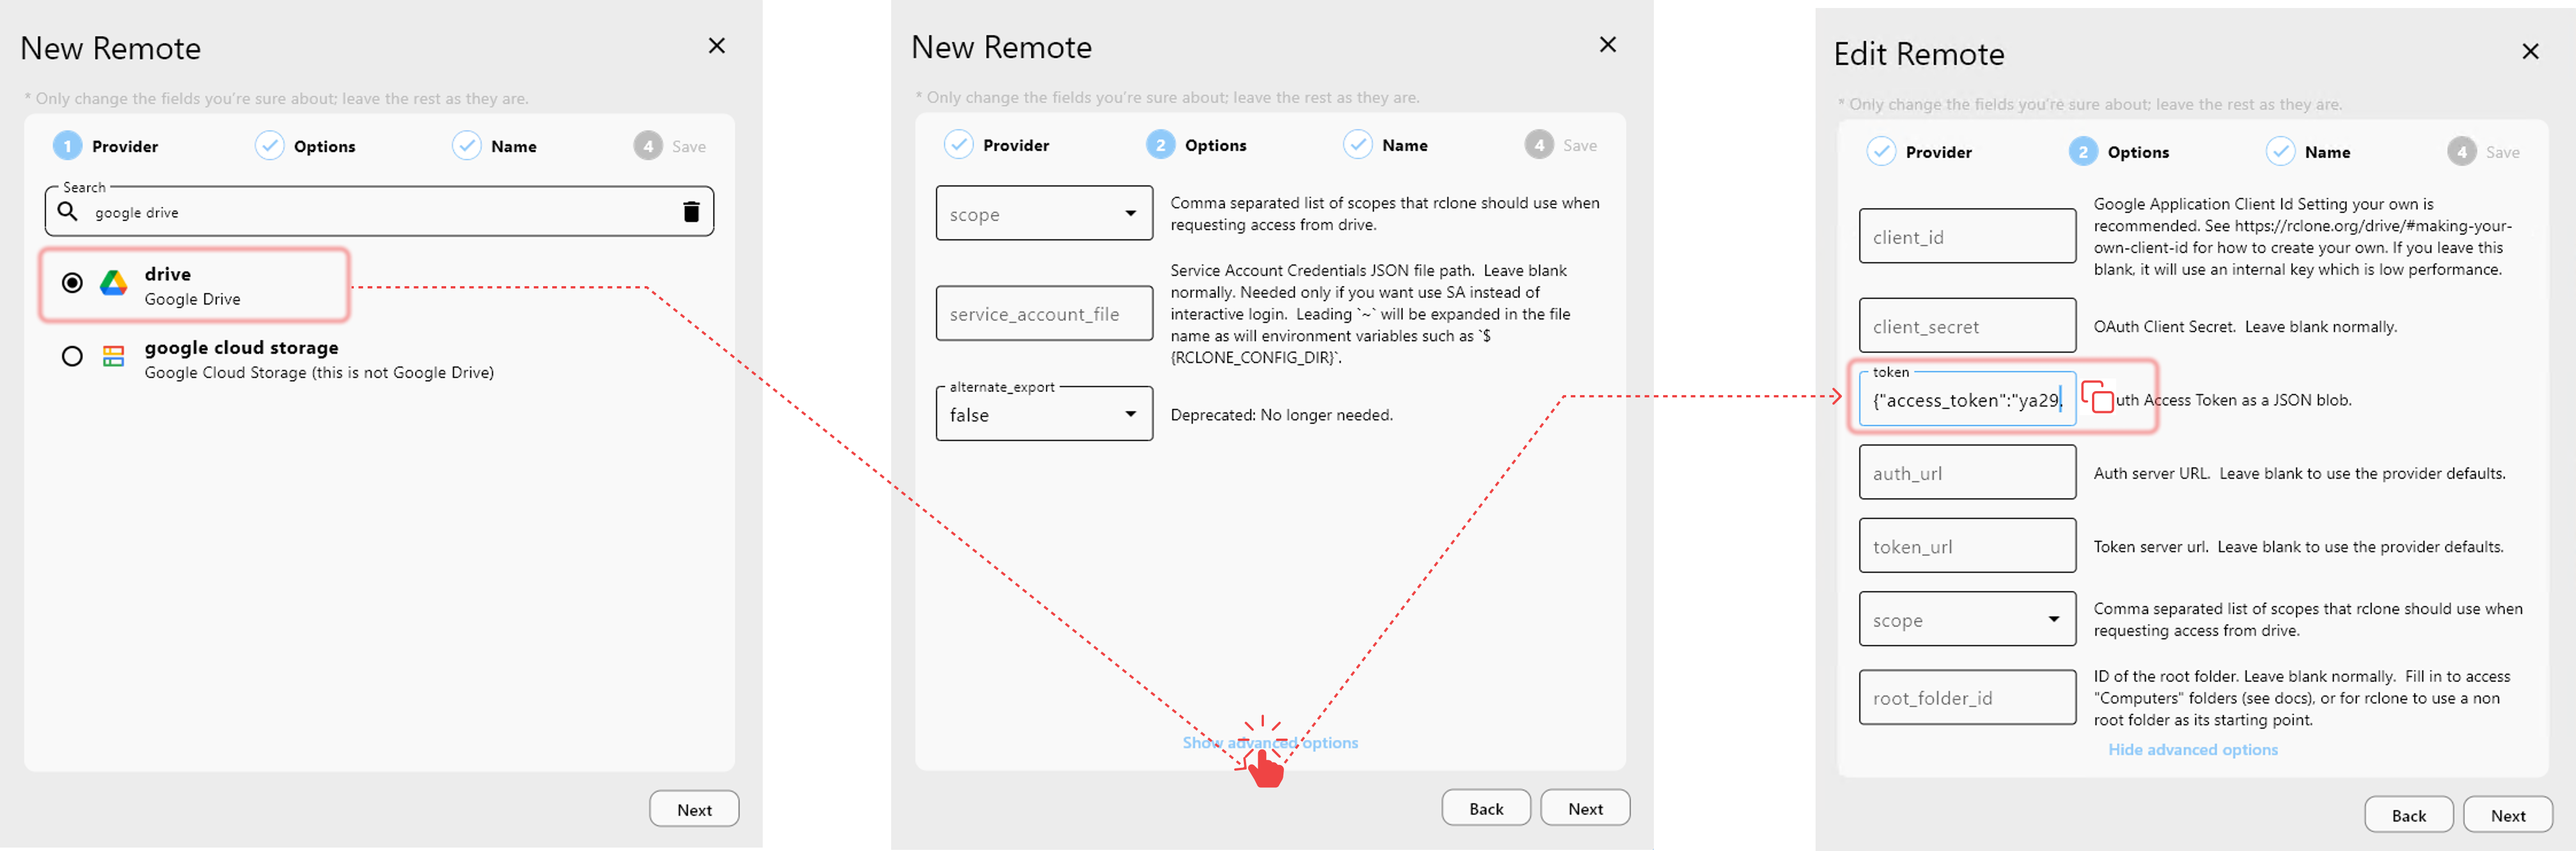 New Remote
* Only change the fields you're sure about; leave the rest as they are.
1 Provider Options Name 4 Save
Search
google drive
drive
Google Drive
google cloud storage
Google Cloud Storage (this is not Google Drive)
Next
New Remote
* Only change the fields you're sure about; leave the rest as they are.
Provider 2 Options Name 4 Save
scope
Comma separated list of scopes that rclone should use when
requesting access from drive.
service_account_file
Service Account Credentials JSON file path.  Leave blank
normally. Needed only if you want use SA instead of
interactive login.  Leading `~` will be expanded in the file
name as will environment variables such as `$
{RCLONE_CONFIG_DIR}`.
alternate_export
false
Deprecated: No longer needed.
Show advanced options
Back Next
Edit Remote
* Only change the fields you're sure about; leave the rest as they are.
Provider 2 Options Name 4 Save
client_id
Google Application Client Id Setting your own is
recommended. See https://rclone.org/drive/#making-your-
own-client-id for how to create your own. If you leave this
blank, it will use an internal key which is low performance.
client_secret
OAuth Client Secret.  Leave blank normally.
token
{"access_token":"ya29.
uth Access Token as a JSON blob.
auth_url
Auth server URL.  Leave blank to use the provider defaults.
token_url
Token server url.  Leave blank to use the provider defaults.
scope
Comma separated list of scopes that rclone should use when
requesting access from drive.
root_folder_id
ID of the root folder. Leave blank normally.  Fill in to access
"Computers" folders (see docs), or for rclone to use a non
root folder as its starting point.
Hide advanced options
Back Next